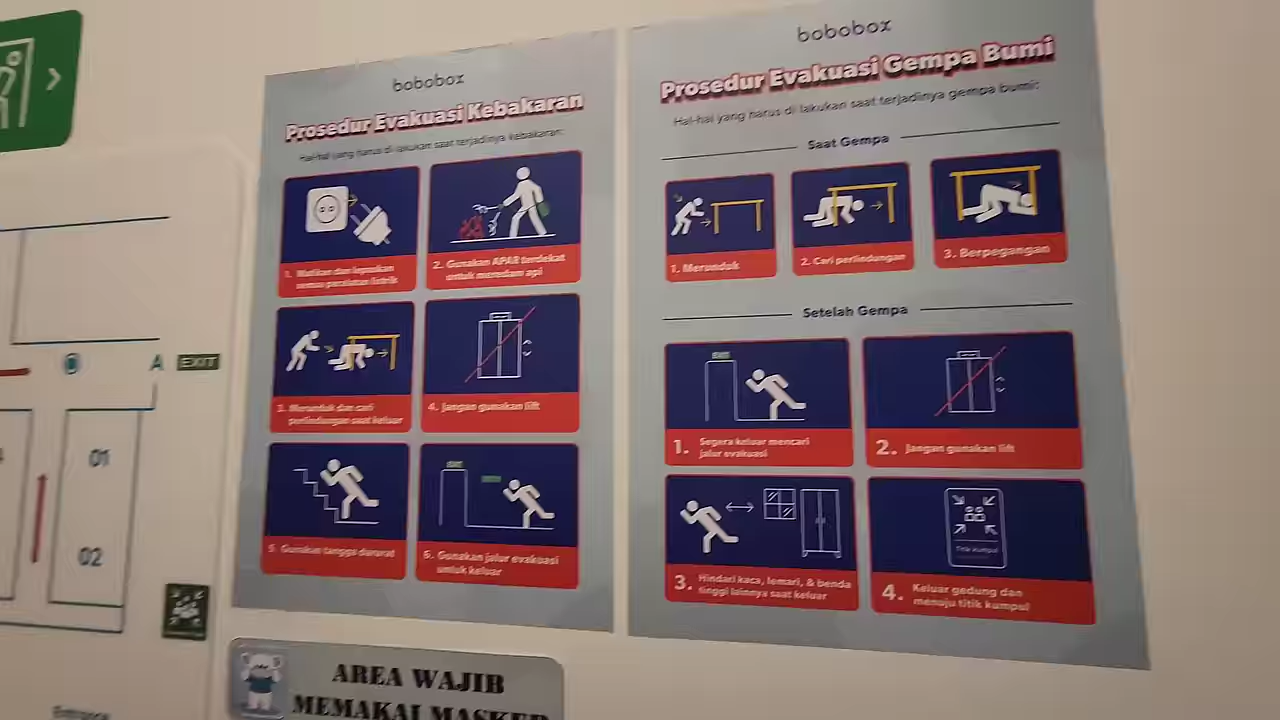 bobobox
Prosedur Evakuasi Kebakaran
Hal-hal yang harus di lakukan saat terjadinya kebakaran:
1. Matikan dan lepaskan
semua peralatan listrik
2. Gunakan APAR terdekat
untuk meredam api
3. Merunduk dan cari
perlindungan saat keluar
4. Jangan gunakan lift
5. Gunakan tangga darurat
6. Gunakan jalur evakuasi
untuk keluar
bobobox
Prosedur Evakuasi Gempa Bumi
Hal-hal yang harus di lakukan saat terjadinya gempa bumi:
Saat Gempa
1. Merunduk
2. Cari perlindungan
3. Berpegangan
Setelah Gempa
1. Segera keluar mencari
jalur evakuasi
2. Jangan gunakan lift
3. Hindari kaca, lemari, & benda
tinggi lainnya saat keluar
Titik kumpul
4. Keluar gedung dan
menuju titik kumpul
A EXIT
01
02
Entrance
AREA WAJIB
MEMAKAI MASKER